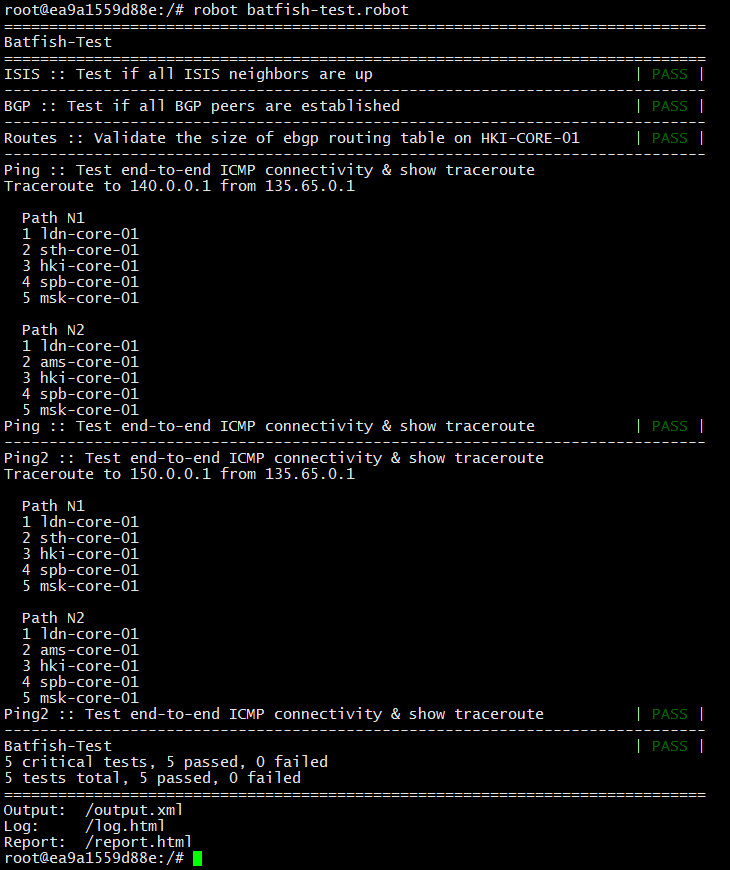 root@ea9a1559d88e:/# robot batfish-test.robot
==============================================================================
Batfish-Test
==============================================================================
ISIS :: Test if all ISIS neighbors are up                             | PASS |
------------------------------------------------------------------------------
BGP :: Test if all BGP peers are established                          | PASS |
------------------------------------------------------------------------------
Routes :: Validate the size of ebgp routing table on HKI-CORE-01      | PASS |
------------------------------------------------------------------------------
Ping :: Test end-to-end ICMP connectivity & show traceroute
Traceroute to 140.0.0.1 from 135.65.0.1

  Path N1
  1 ldn-core-01
  2 sth-core-01
  3 hki-core-01
  4 spb-core-01
  5 msk-core-01

  Path N2
  1 ldn-core-01
  2 ams-core-01
  3 hki-core-01
  4 spb-core-01
  5 msk-core-01
Ping :: Test end-to-end ICMP connectivity & show traceroute           | PASS |
------------------------------------------------------------------------------
Ping2 :: Test end-to-end ICMP connectivity & show traceroute
Traceroute to 150.0.0.1 from 135.65.0.1

  Path N1
  1 ldn-core-01
  2 sth-core-01
  3 hki-core-01
  4 spb-core-01
  5 msk-core-01

  Path N2
  1 ldn-core-01
  2 ams-core-01
  3 hki-core-01
  4 spb-core-01
  5 msk-core-01
Ping2 :: Test end-to-end ICMP connectivity & show traceroute          | PASS |
------------------------------------------------------------------------------
Batfish-Test                                                          | PASS |
5 critical tests, 5 passed, 0 failed
5 tests total, 5 passed, 0 failed
==============================================================================
Output:  /output.xml
Log:     /log.html
Report:  /report.html
root@ea9a1559d88e:/#